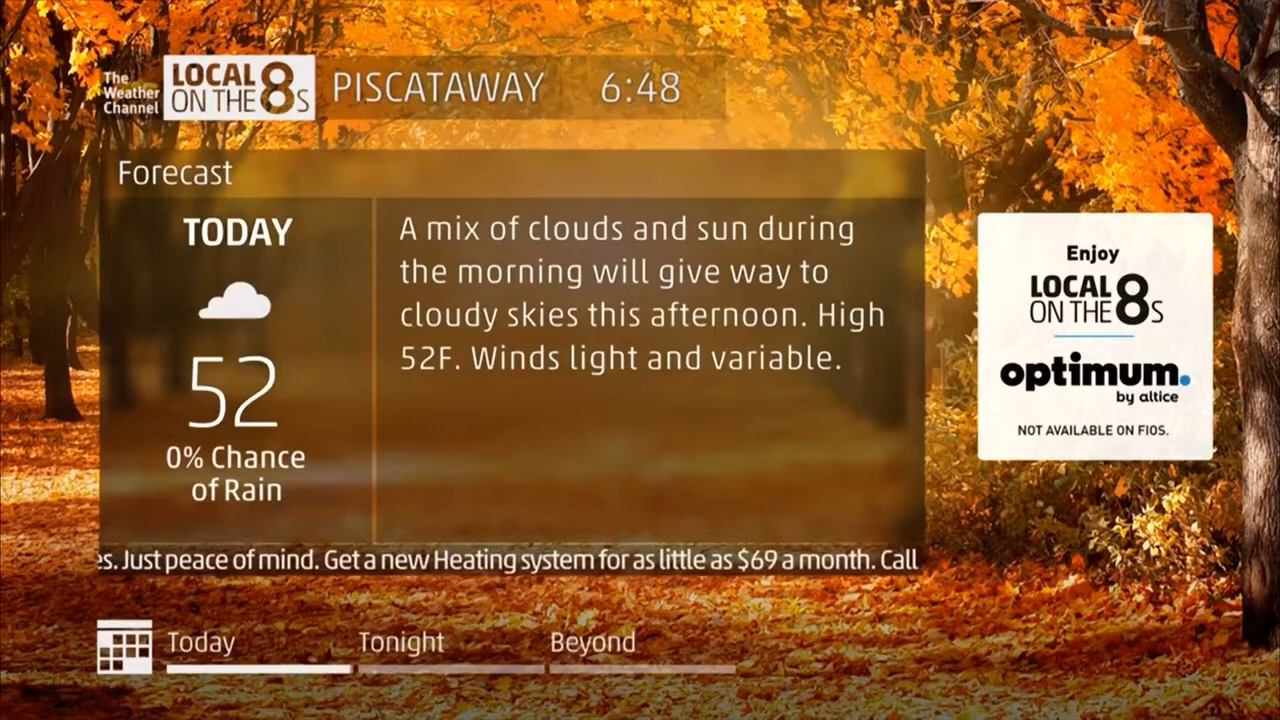 The
Weather
Channel
LOCAL
ON THE 8s
PISCATAWAY 6:48
Forecast
TODAY
52
0% Chance
of Rain
A mix of clouds and sun during
the morning will give way to
cloudy skies this afternoon. High
52F. Winds light and variable.
Enjoy
LOCAL
ON THE 8s
optimum.
by altice
NOT AVAILABLE ON FIOS.
es. Just peace of mind. Get a new Heating system for as little as $69 a month. Call
Today Tonight Beyond